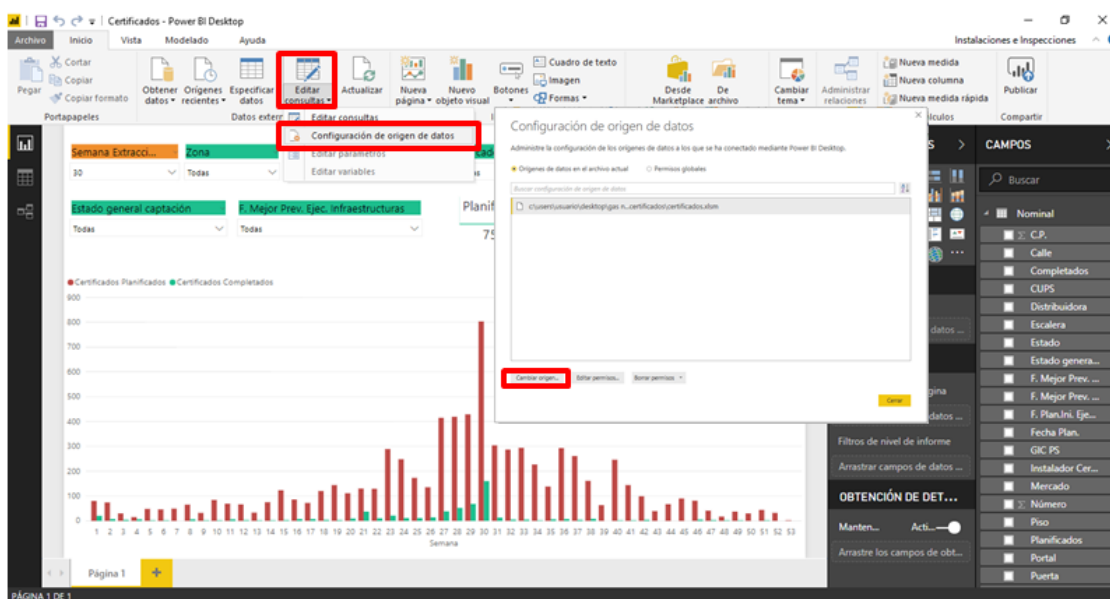 Certificados - Power BI Desktop
Archivo Inicio Vista Modelado Ayuda
Instalaciones e Inspecciones
Pegar
Cortar
Copiar
Copiar formato
Portapapeles
Obtener datos
Orígenes recientes
Especificar datos
Editar consultas
Actualizar
Datos exter
Nueva página
Nuevo objeto visual
Botones
Cuadro de texto
Imagen
Formas
Desde Marketplace
De archivo
Cambiar tema
Administrar relaciones
Nueva medida
Nueva columna
Nueva medida rápida
álculos
Publicar
Compartir
Editar consultas
Configuración de origen de datos
Editar parámetros
Editar variables
Semana Extracci...
30
Zona
Todas
Estado general captación
Todas
F. Mejor Prev. Ejec. Infraestructuras
Todas
Planif
75
Certificados Planificados Certificados Completados
900
800
700
600
500
400
300
200
100
0
1 2 3 4 5 6 7 8 9 10 11 12 13 14 15 16 17 18 19 20 21 22 23 24 25 26 27 28 29 30 31 32 33 34 35 36 37 38 39 40 41 42 43 44 45 46 47 48 49 50 51 52 53
Semana
Configuración de origen de datos
Administre la configuración de los orígenes de datos a los que se ha conectado mediante Power BI Desktop.
Orígenes de datos en el archivo actual Permisos globales
Buscar configuración de origen de datos
c:\users\usuario\desktop\gas n...certificados\certificados.xlsm
Cambiar origen... Editar permisos... Borrar permisos
Cerrar
S
datos ...
gina
datos ...
Filtros de nivel de informe
Arrastrar campos de datos ...
OBTENCIÓN DE DET...
Manten... Acti...
Arrastre los campos de obt...
CAMPOS
Buscar
Nominal
C.P.
Calle
Completados
CUPS
Distribuidora
Escalera
Estado
Estado genera...
F. Mejor Prev. ...
F. Mejor Prev. ...
F. Plan.Ini. Eje...
Fecha Plan.
GIC PS
Instalador Cer...
Mercado
Número
Piso
Planificados
Portal
Puerta
Página 1
PÁGINA 1 DE 1